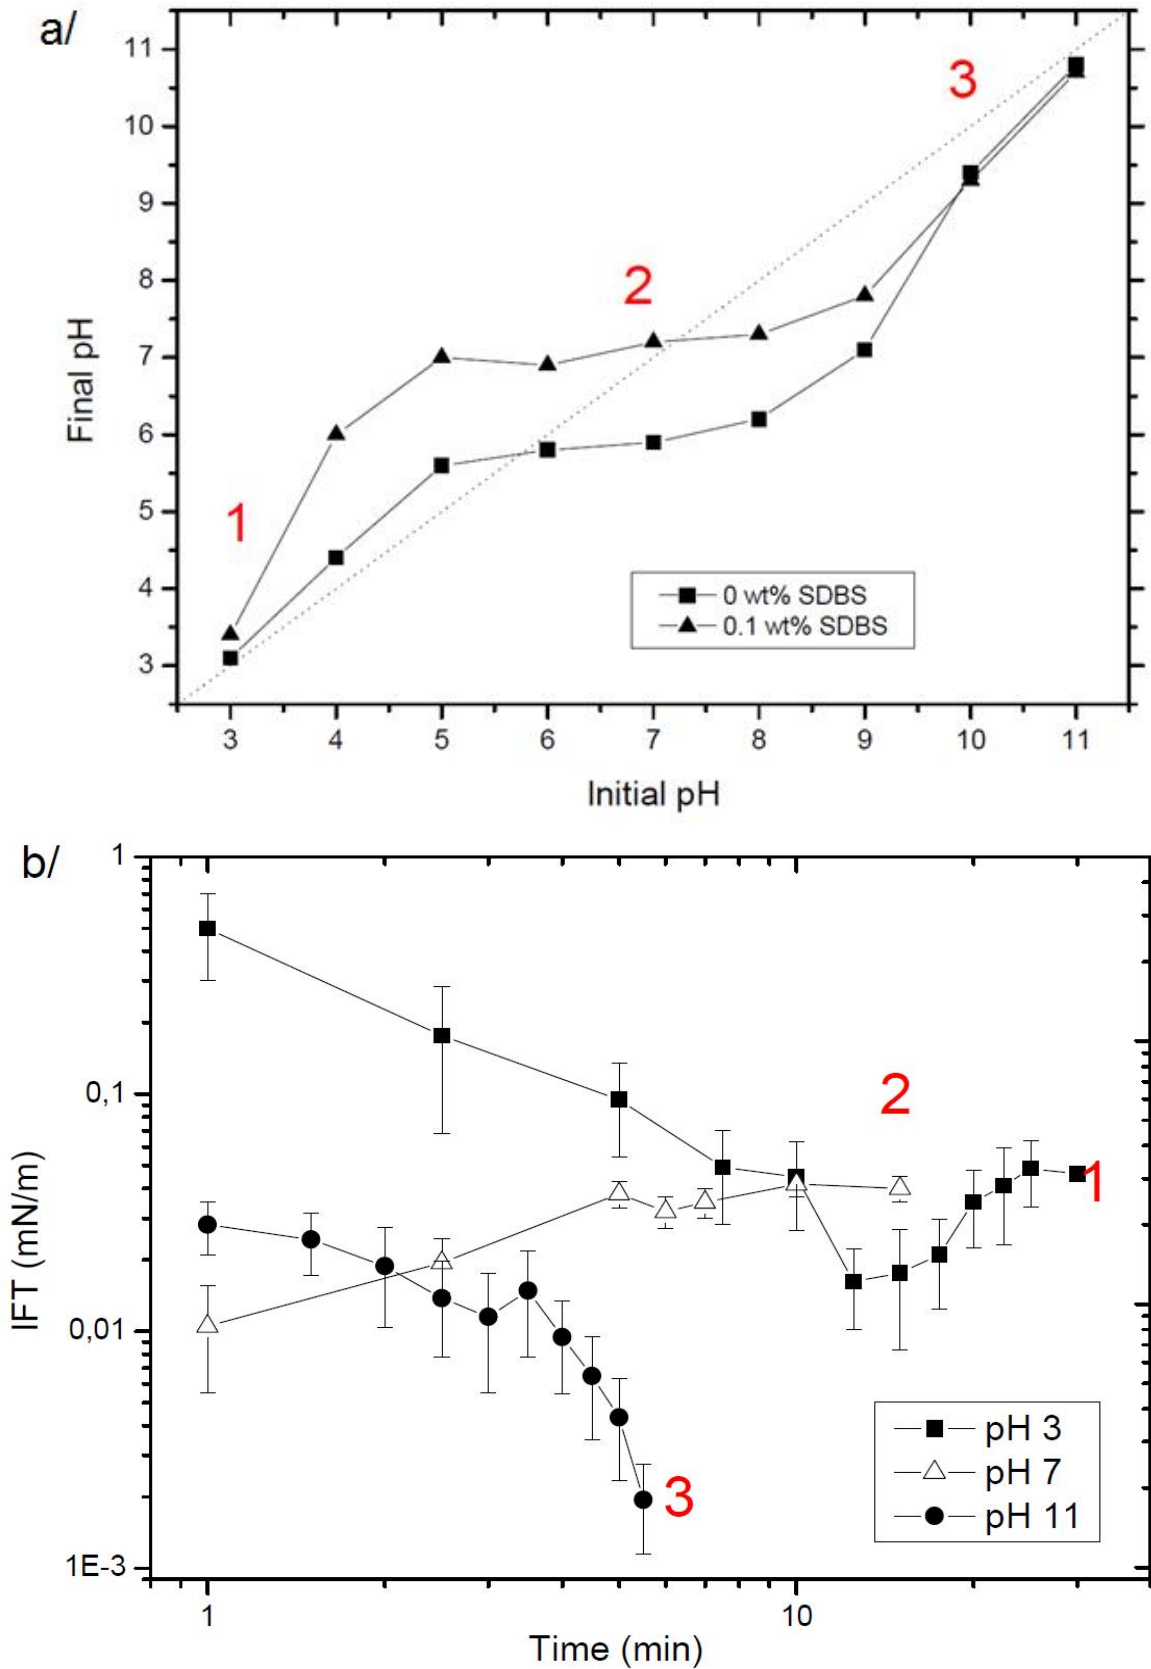 a/
11
10
9
8
7
6
5
4
3
Final pH
1
2
3
0 wt% SDBS
0.1 wt% SDBS
3 4 5 6 7 8 9 10 11
Initial pH
b/
1
0,1
0,01
1E-3
IFT (mN/m)
2
1
3
pH 3
pH 7
pH 11
1 10
Time (min)